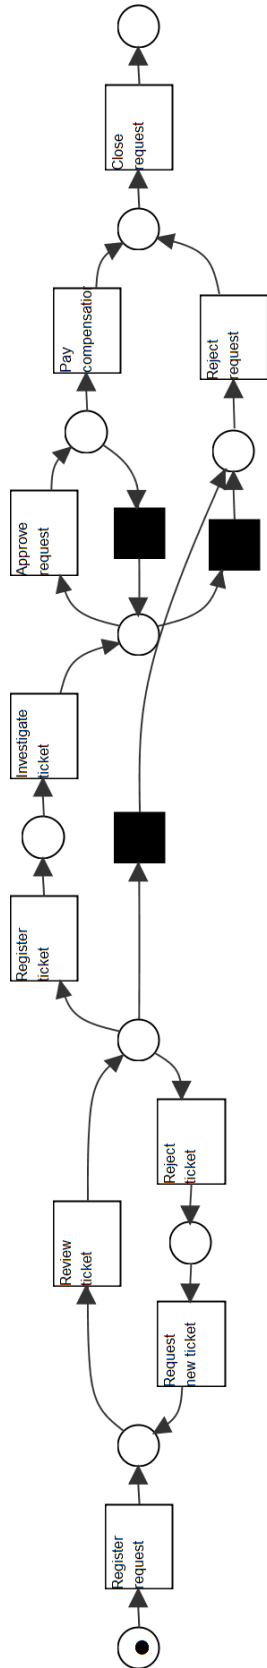 Close
request
Pay
compensation
Reject
request
Approve
request
Investigate
ticket
Register
ticket
Reject
ticket
Review
ticket
Request
new ticket
Register
request